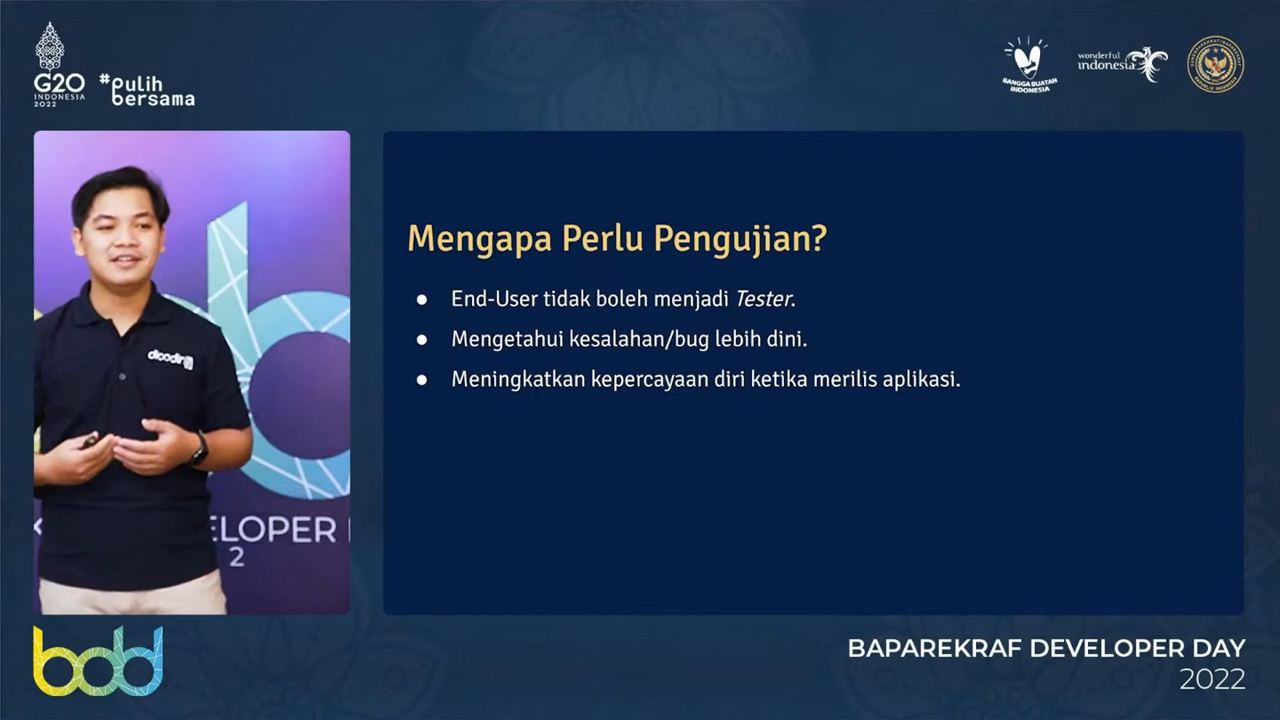 G20
INDONESIA
2022
#pulih
bersama
BANGGA BUATAN
INDONESIA
wonderful
indonesia
dicoding
ELOPER
2
Mengapa Perlu Pengujian?
● End-User tidak boleh menjadi Tester.
● Mengetahui kesalahan/bug lebih dini.
● Meningkatkan kepercayaan diri ketika merilis aplikasi.
bdd
BAPAREKRAF DEVELOPER DAY
2022